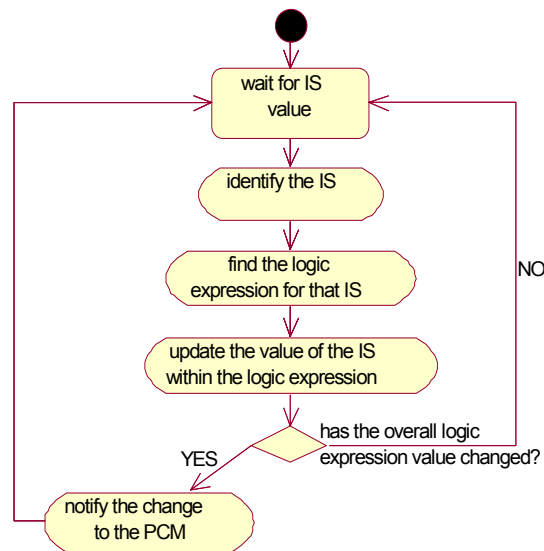 wait for IS
value
identify the IS
find the logic
expression for that IS
NO
update the value of the IS
within the logic expression
has the overall logic
expression value changed?
YES
notify the change
to the PCM